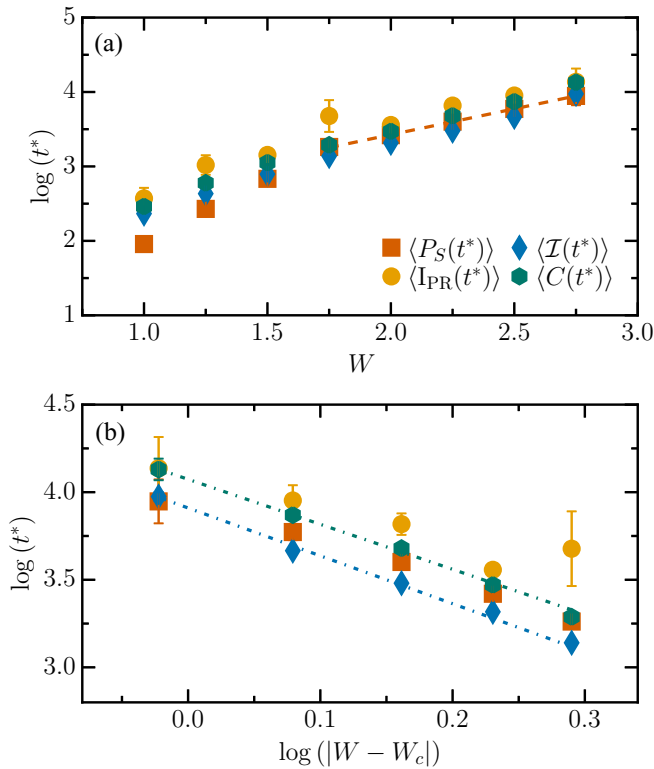 (a)
5
4
3
2
1
log (t*)
1.0 1.5 2.0 2.5 3.0
W
⟨P_S(t*)⟩ ⟨𝓘(t*)⟩
⟨I_PR(t*)⟩ ⟨C(t*)⟩
(b)
4.5
4.0
3.5
3.0
log (t*)
0.0 0.1 0.2 0.3
log (|W − W_c|)